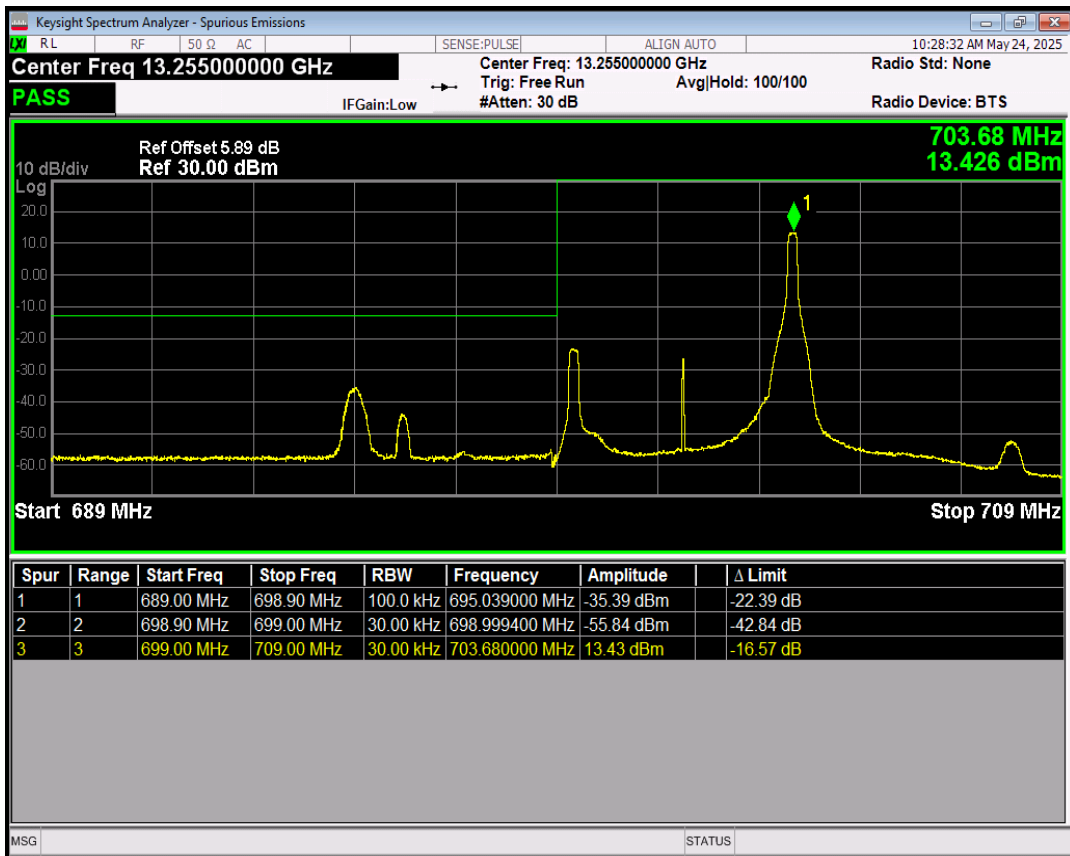 Keysight Spectrum Analyzer - Spurious Emissions
LXI RL RF 50 Ω AC SENSE:PULSE ALIGN AUTO 10:28:32 AM May 24, 2025
Center Freq 13.255000000 GHz Center Freq: 13.255000000 GHz Radio Std: None
Trig: Free Run Avg|Hold: 100/100
PASS IFGain:Low #Atten: 30 dB Radio Device: BTS
703.68 MHz
Ref Offset 5.89 dB
10 dB/div Ref 30.00 dBm 13.426 dBm
Log
1
20.0
10.0
0.00
-10.0
-20.0
-30.0
-40.0
-50.0
-60.0
Start 689 MHz Stop 709 MHz
Spur Range Start Freq Stop Freq RBW Frequency Amplitude Δ Limit
1 1 689.00 MHz 698.90 MHz 100.0 kHz 695.039000 MHz -35.39 dBm -22.39 dB
2 2 698.90 MHz 699.00 MHz 30.00 kHz 698.999400 MHz -55.84 dBm -42.84 dB
3 3 699.00 MHz 709.00 MHz 30.00 kHz 703.680000 MHz 13.43 dBm -16.57 dB
MSG STATUS